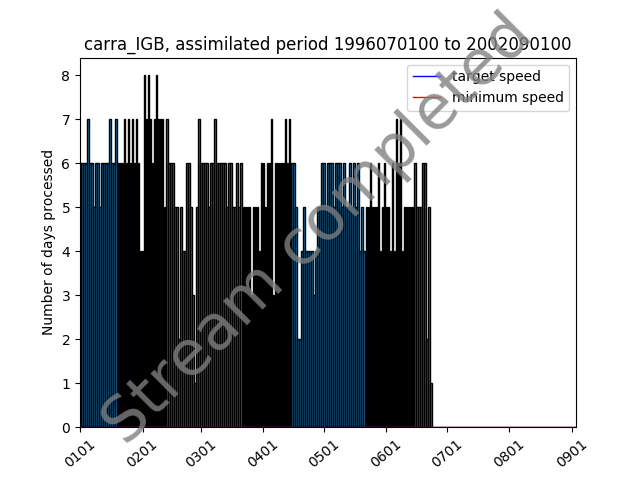 carra_IGB, assimilated period 1996070100 to 2002090100
target speed
minimum speed
Stream completed
Number of days processed
8
7
6
5
4
3
2
1
0
0101 0201 0301 0401 0501 0601 0701 0801 0901